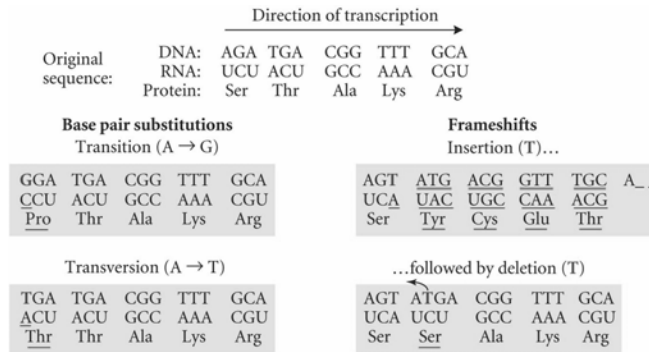 Direction of transcription
Original sequence:
DNA: AGA TGA CGG TTT GCA
RNA: UCU ACU GCC AAA CGU
Protein: Ser Thr Ala Lys Arg
Base pair substitutions
Transition (A → G)
GGA TGA CGG TTT GCA
CCU ACU GCC AAA CGU
Pro Thr Ala Lys Arg
Transversion (A → T)
TGA TGA CGG TTT GCA
ACU ACU GCC AAA CGU
Thr Thr Ala Lys Arg
Frameshifts
Insertion (T)...
AGT ATG ACG GTT TGC A_ _
UCA UAC UGC CAA ACG
Ser Tyr Cys Glu Thr
...followed by deletion (T)
AGT ATGA CGG TTT GCA
UCA UCU GCC AAA CGU
Ser Ser Ala Lys Arg